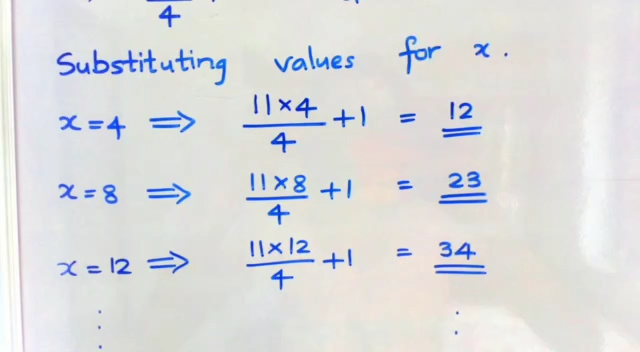 4
Substituting values for x.
x=4 ⟹ 11×4/4 +1 = 12
x=8 ⟹ 11×8/4 +1 = 23
x=12 ⟹ 11×12/4 +1 = 34
⋮ ⋮